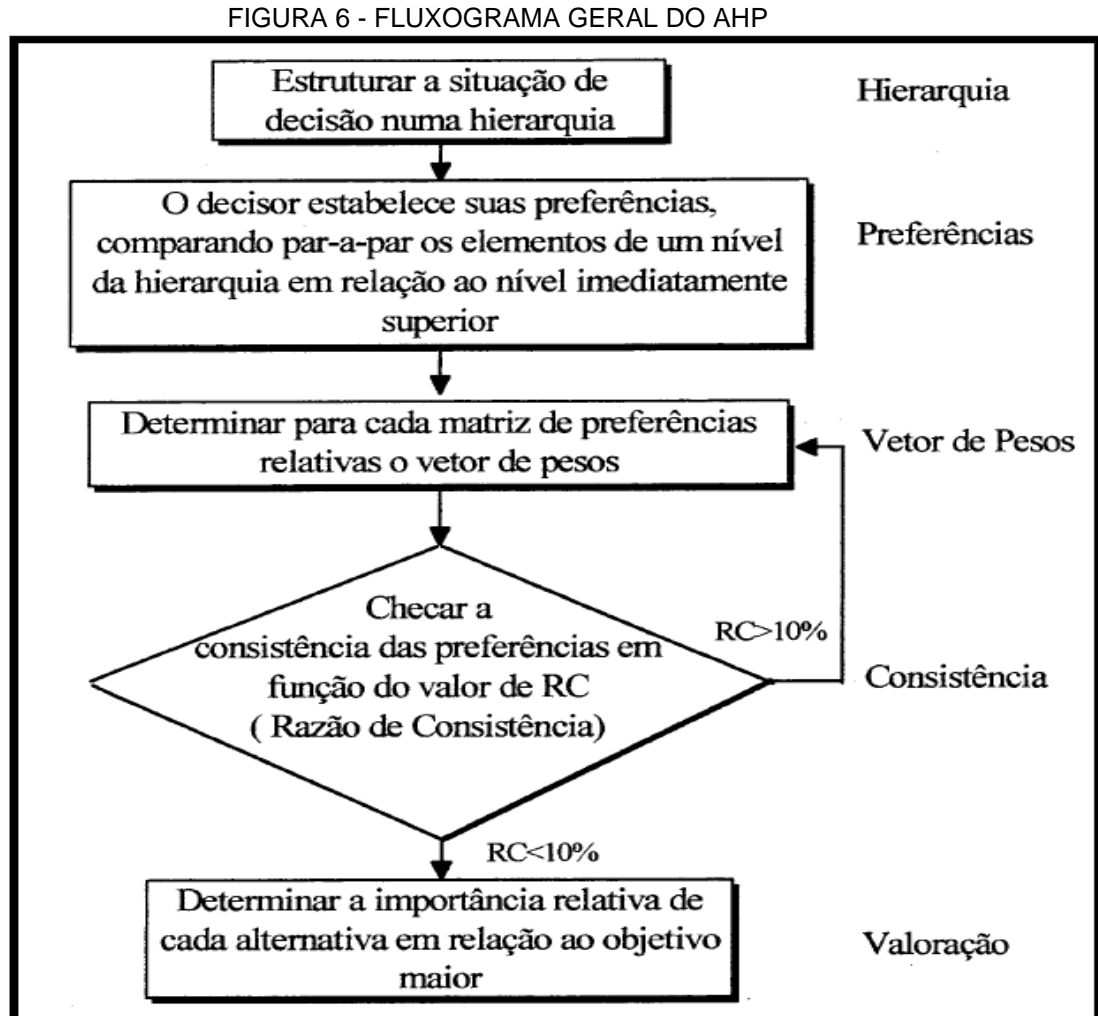 FIGURA 6 - FLUXOGRAMA GERAL DO AHP
Estruturar a situação de
decisão numa hierarquia
Hierarquia
O decisor estabelece suas preferências,
comparando par-a-par os elementos de um nível
da hierarquia em relação ao nível imediatamente
superior
Preferências
Determinar para cada matriz de preferências
relativas o vetor de pesos
Vetor de Pesos
Checar a
consistência das preferências em
função do valor de RC
( Razão de Consistência)
RC>10%
Consistência
RC<10%
Determinar a importância relativa de
cada alternativa em relação ao objetivo
maior
Valoração